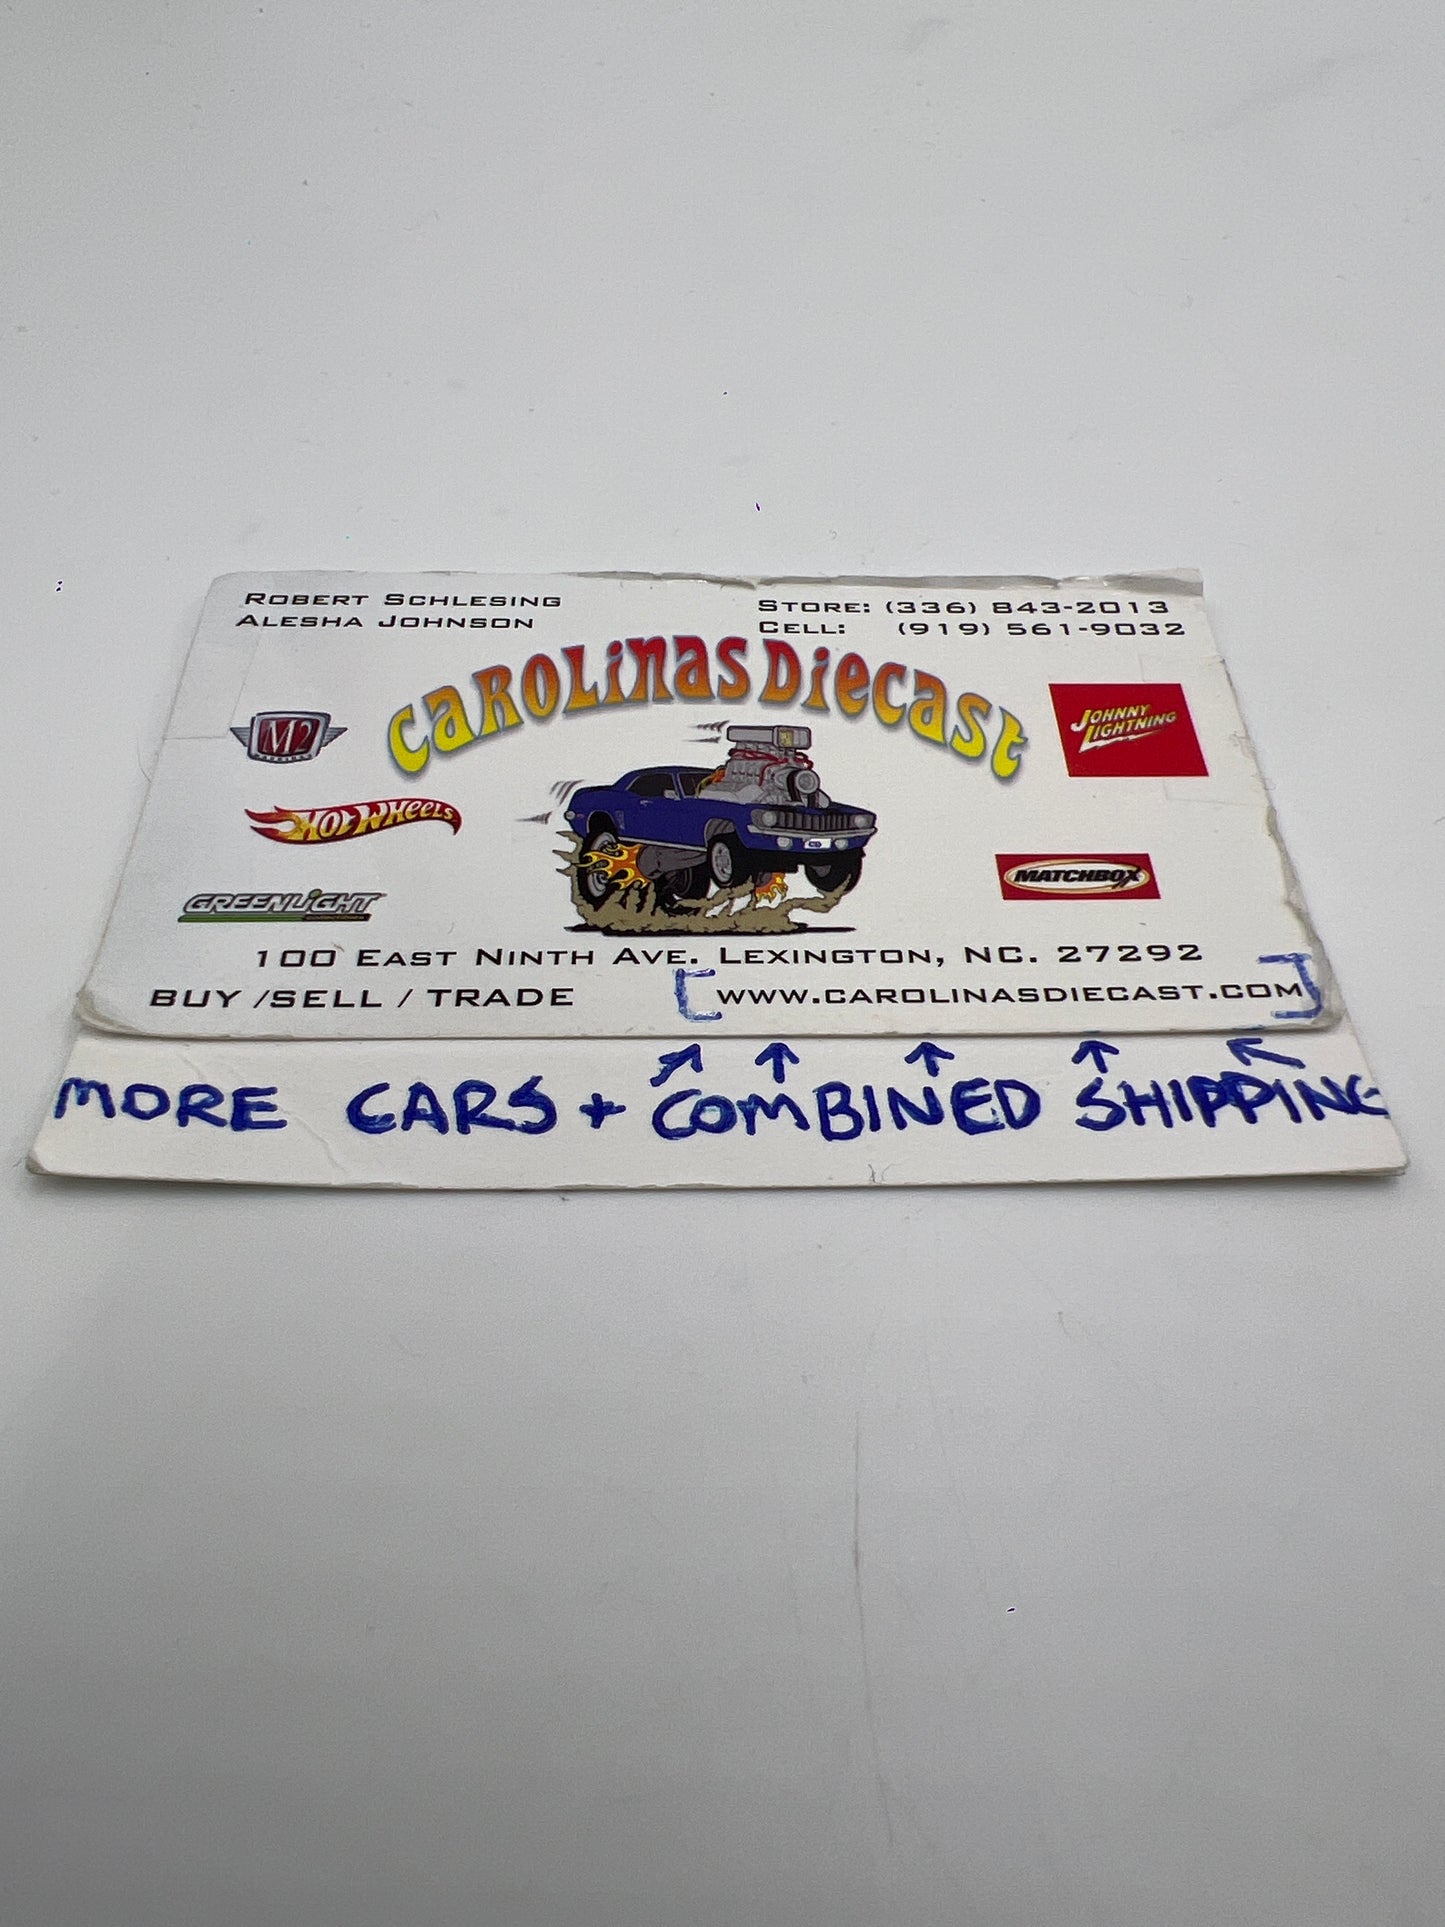 ROBERT SCHLESING
ALESHA JOHNSON
STORE: (336) 843-2013
CELL: (919) 561-9032
CAROLINAS DIECAST
M2
JOHNNY LIGHTNING
HOT WHEELS
MATCHBOX
GREENLIGHT
100 EAST NINTH AVE. LEXINGTON, NC. 27292
BUY /SELL / TRADE [WWW.CAROLINASDIECAST.COM]
MORE CARS + COMBINED SHIPPING